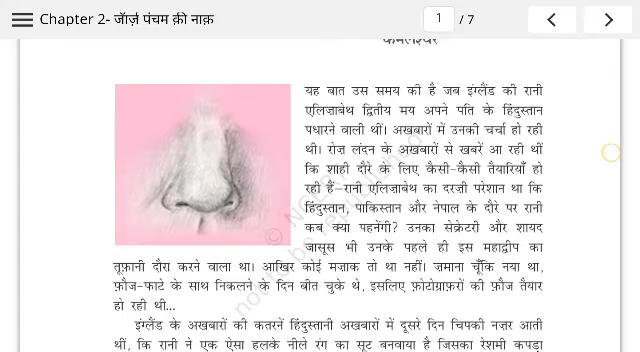 Chapter 2- जॉर्ज़ पंचम क़ी नाक़
1 / 7
कमलेश्वर
यह बात उस समय की है जब इंग्लैंड की रानी
एलिज़ाबेथ द्वितीय मय अपने पति के हिंदुस्तान
पधारने वाली थीं। अखबारों में उनकी चर्चा हो रही
थी। रोज़ लंदन के अखबारों से खबरें आ रही थीं
कि शाही दौरे के लिए कैसी-कैसी तैयारियाँ हो
रही हैं–रानी एलिज़ाबेथ का दरज़ी परेशान था कि
हिंदुस्तान, पाकिस्तान और नेपाल के दौरे पर रानी
कब क्या पहनेंगी? उनका सेक्रेटरी और शायद
जासूस भी उनके पहले ही इस महाद्वीप का
तूफ़ानी दौरा करने वाला था। आखिर कोई मज़ाक तो था नहीं। ज़माना चूँकि नया था,
फ़ौज-फाटे के साथ निकलने के दिन बीत चुके थे, इसलिए फ़ोटोग्राफ़रों की फ़ौज तैयार
हो रही थी...
इंग्लैंड के अखबारों की कतरनें हिंदुस्तानी अखबारों में दूसरे दिन चिपकी नज़र आती
थीं, कि रानी ने एक ऐसा हलके नीले रंग का सूट बनवाया है जिसका रेशमी कपड़ा